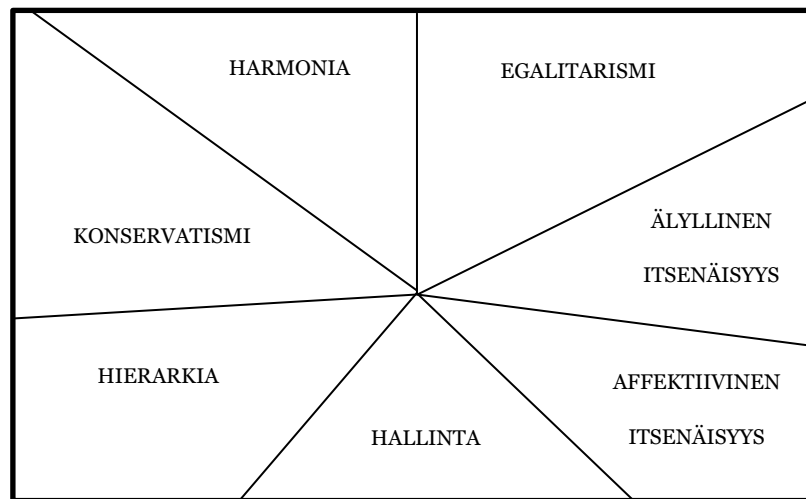 HARMONIA
EGALITARISMI
KONSERVATISMI
ÄLYLLINEN
ITSENÄISYYS
HIERARKIA
HALLINTA
AFFEKTIIVINEN
ITSENÄISYYS